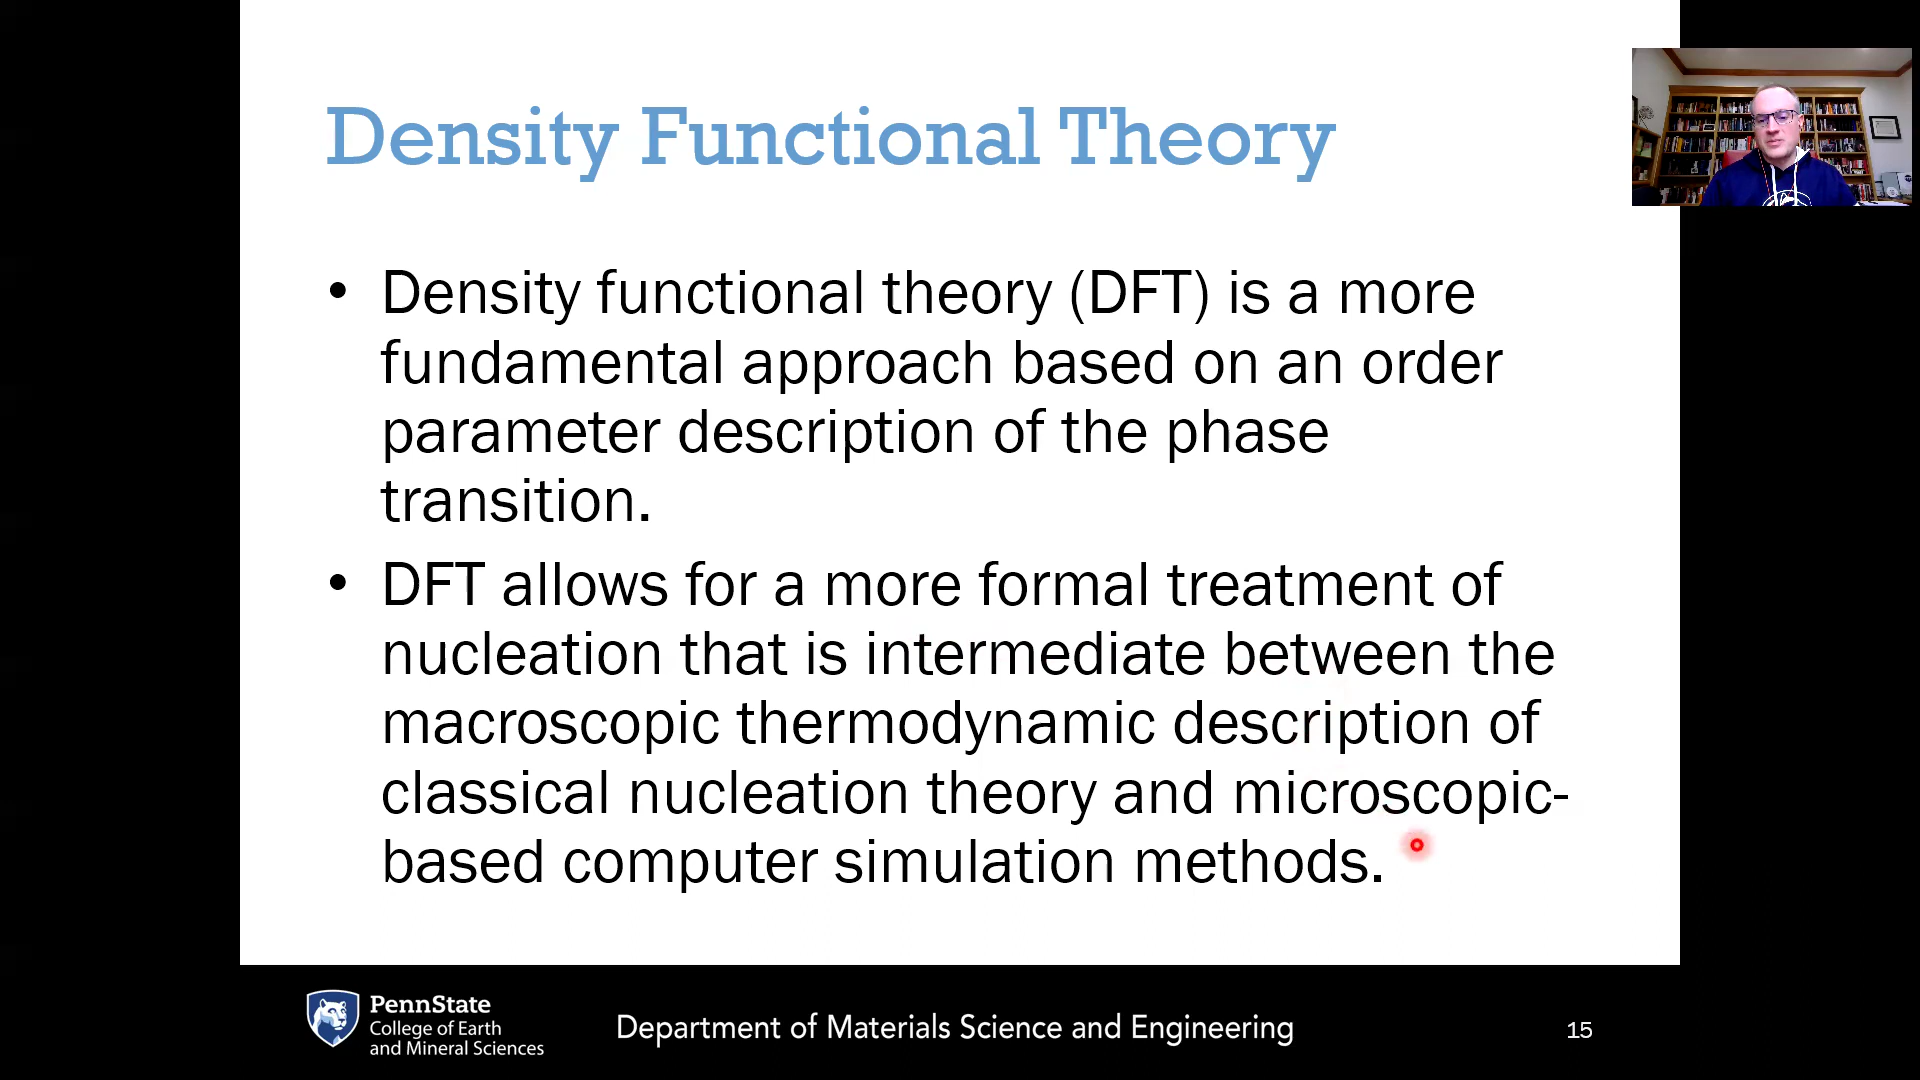 Density Functional Theory
• Density functional theory (DFT) is a more
fundamental approach based on an order
parameter description of the phase
transition.
• DFT allows for a more formal treatment of
nucleation that is intermediate between the
macroscopic thermodynamic description of
classical nucleation theory and microscopic-
based computer simulation methods.
PennState
College of Earth
and Mineral Sciences
Department of Materials Science and Engineering
15